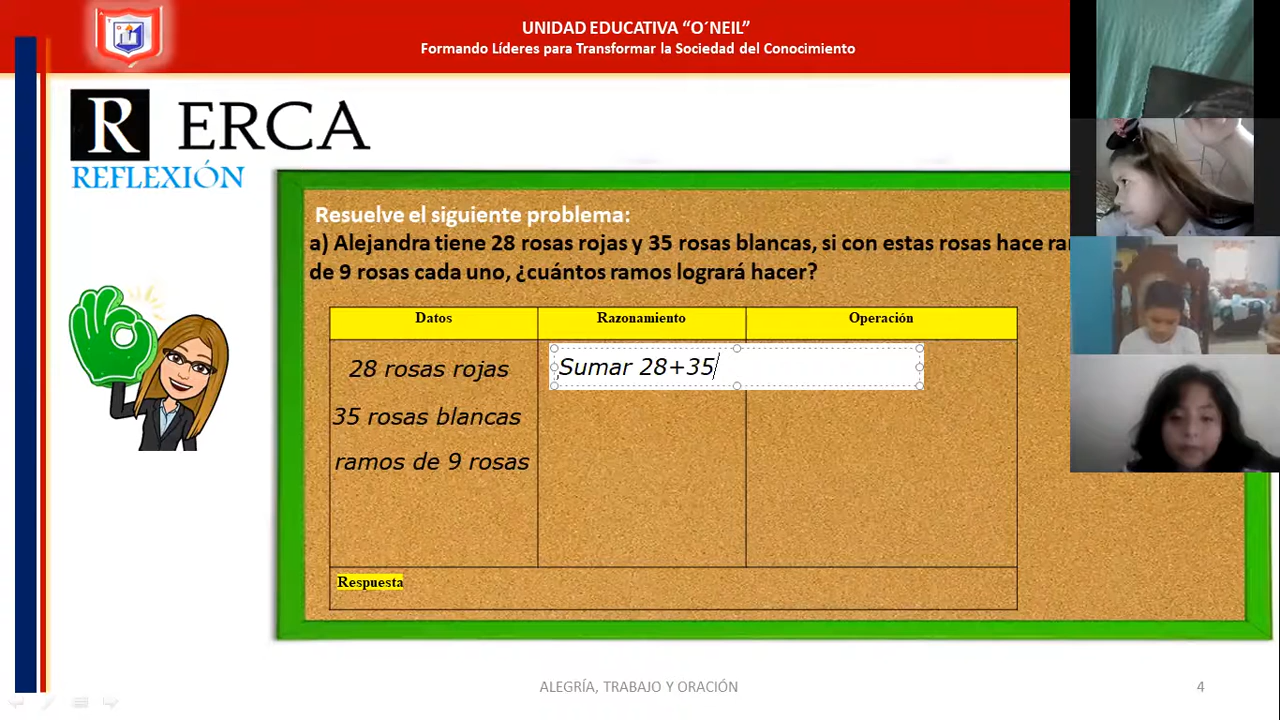 UNIDAD EDUCATIVA “O´NEIL”
Formando Líderes para Transformar la Sociedad del Conocimiento
R ERCA
REFLEXIÓN
Resuelve el siguiente problema:
a) Alejandra tiene 28 rosas rojas y 35 rosas blancas, si con estas rosas hace
de 9 rosas cada uno, ¿cuántos ramos logrará hacer?
Datos Razonamiento Operación
28 rosas rojas Sumar 28+35
35 rosas blancas
ramos de 9 rosas
Respuesta
ALEGRÍA, TRABAJO Y ORACIÓN 4